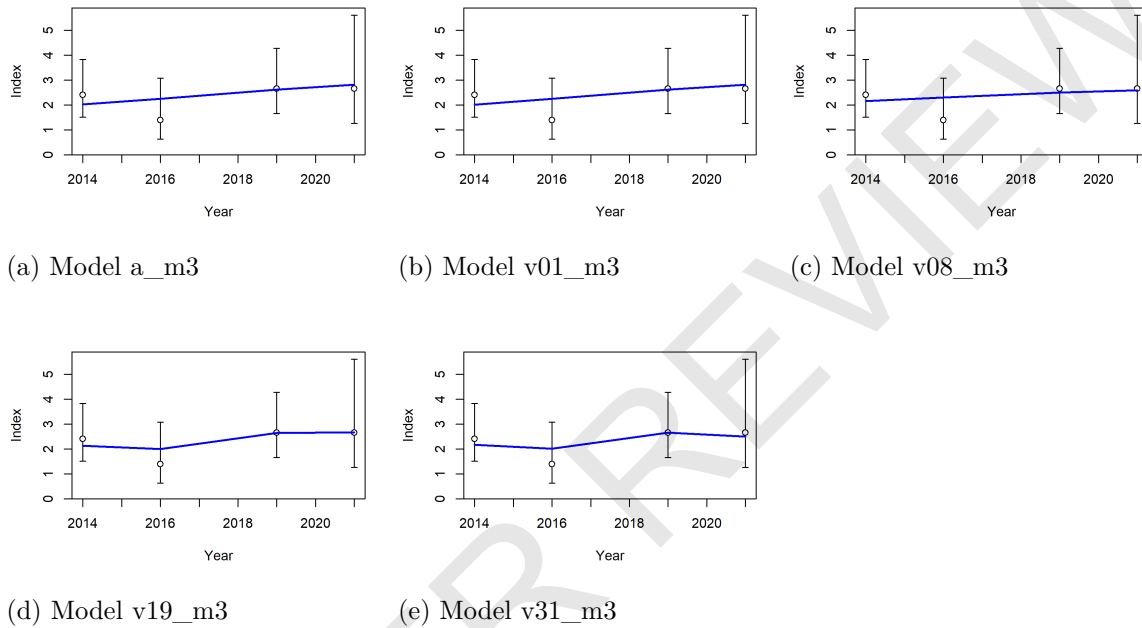 5
4
3
2
1
0
Index
2014 2016 2018 2020
Year
(a) Model a_m3
5
4
3
2
1
0
Index
2014 2016 2018 2020
Year
(b) Model v01_m3
5
4
3
2
1
0
Index
2014 2016 2018 2020
Year
(c) Model v08_m3
5
4
3
2
1
0
Index
2014 2016 2018 2020
Year
(d) Model v19_m3
5
4
3
2
1
0
Index
2014 2016 2018 2020
Year
(e) Model v31_m3
R REVIEW